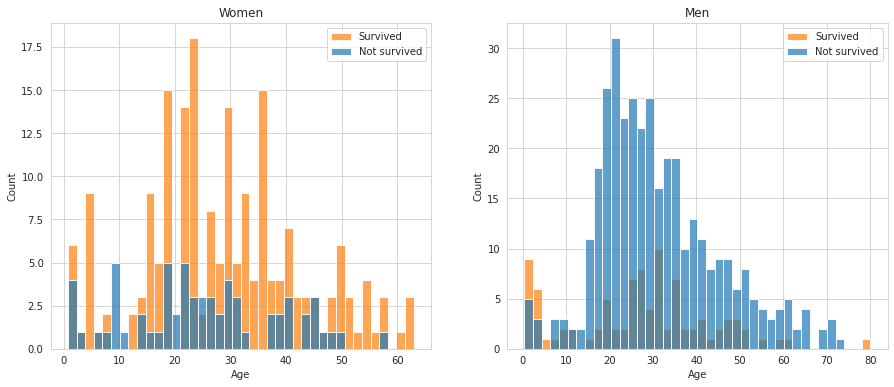 Women
Survived
Not survived
Count
17.5
15.0
12.5
10.0
7.5
5.0
2.5
0.0
0 10 20 30 40 50 60
Age
Men
Survived
Not survived
Count
30
25
20
15
10
5
0
0 10 20 30 40 50 60 70 80
Age